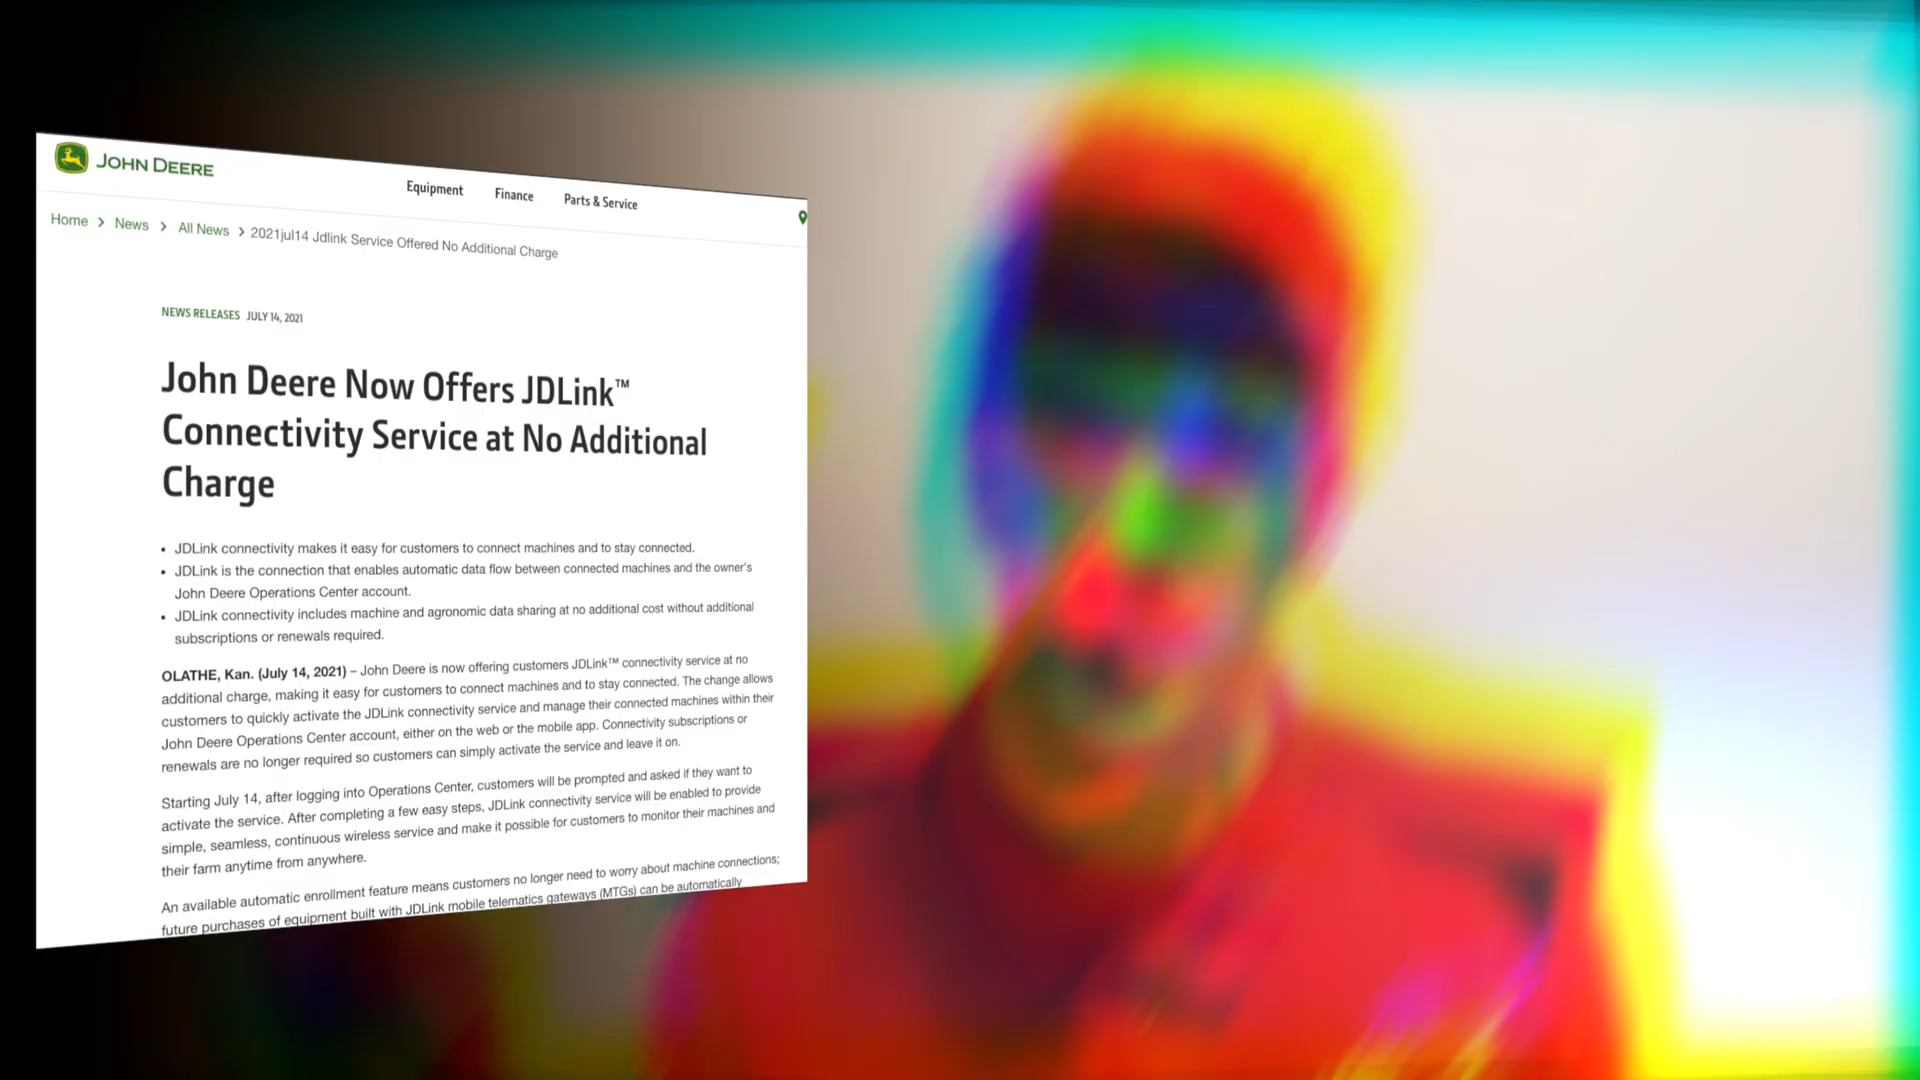 JOHN DEERE
Equipment Finance Parts & Service
Home > News > All News > 2021jul14 Jdlink Service Offered No Additional Charge
NEWS RELEASES JULY 14, 2021
John Deere Now Offers JDLink™
Connectivity Service at No Additional
Charge
• JDLink connectivity makes it easy for customers to connect machines and to stay connected.
• JDLink is the connection that enables automatic data flow between connected machines and the owner's
John Deere Operations Center account.
• JDLink connectivity includes machine and agronomic data sharing at no additional cost without additional
subscriptions or renewals required.
OLATHE, Kan. (July 14, 2021) – John Deere is now offering customers JDLink™ connectivity service at no
additional charge, making it easy for customers to connect machines and to stay connected. The change allows
customers to quickly activate the JDLink connectivity service and manage their connected machines within their
John Deere Operations Center account, either on the web or the mobile app. Connectivity subscriptions or
renewals are no longer required so customers can simply activate the service and leave it on.
Starting July 14, after logging into Operations Center, customers will be prompted and asked if they want to
activate the service. After completing a few easy steps, JDLink connectivity service will be enabled to provide
simple, seamless, continuous wireless service and make it possible for customers to monitor their machines and
their farm anytime from anywhere.
An available automatic enrollment feature means customers no longer need to worry about machine connections;
future purchases of equipment built with JDLink mobile telematics gateways (MTGs) can be automatically